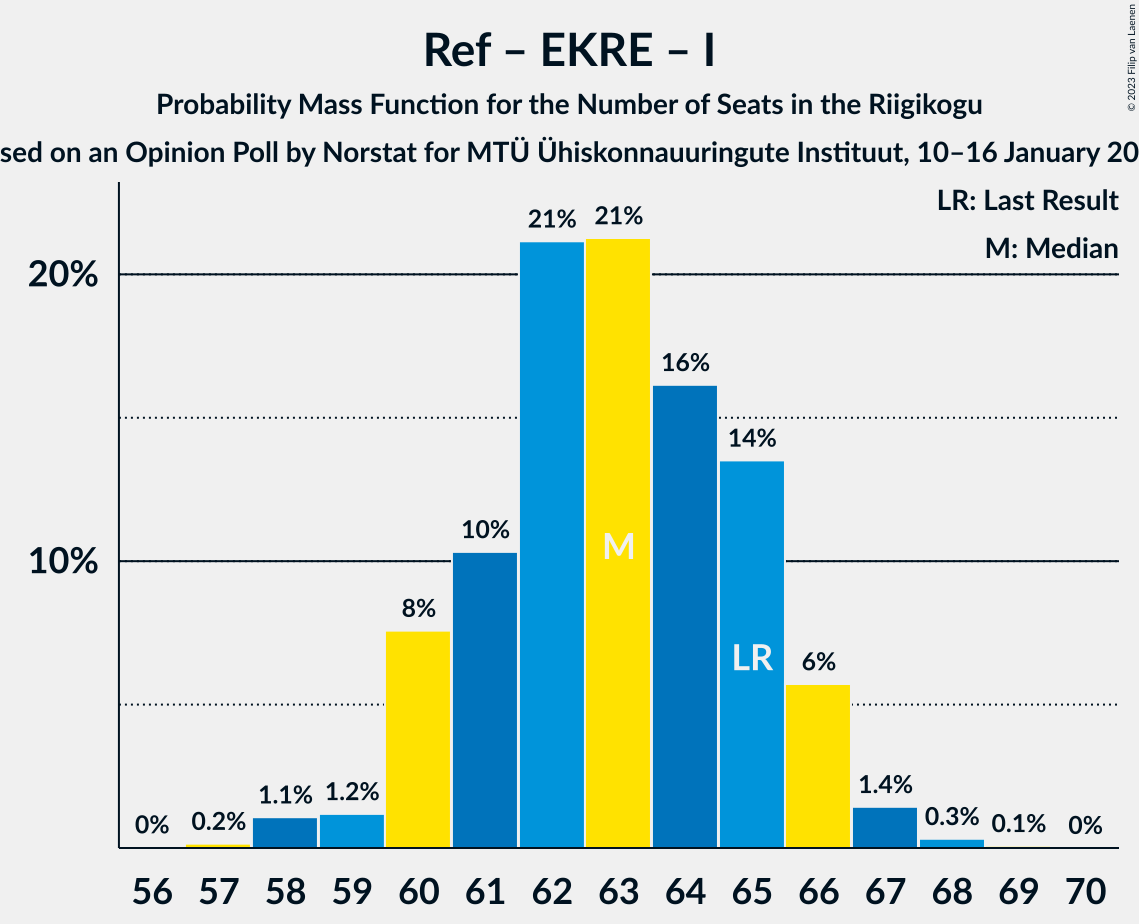 Ref – EKRE – I
Probability Mass Function for the Number of Seats in the Riigikogu
sed on an Opinion Poll by Norstat for MTÜ Ühiskonnauuringute Instituut, 10–16 January 20
© 2023 Filip van Laenen
LR: Last Result
M: Median
20%
10%
0% 0.2% 1.1% 1.2% 8% 10% 21% 21% 16% 14% 6% 1.4% 0.3% 0.1% 0%
M
LR
56 57 58 59 60 61 62 63 64 65 66 67 68 69 70